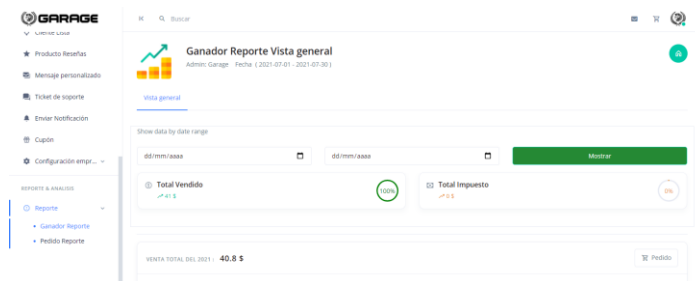 GARAGE
Buscar
Cliente Lista
Producto Reseñas
Mensaje personalizado
Ticket de soporte
Enviar Notificación
Cupón
Configuración empr...
REPORTE & ANALISIS
Reporte
Ganador Reporte
Pedido Reporte
Ganador Reporte Vista general
Admin: Garage Fecha ( 2021-07-01 - 2021-07-30 )
Vista general
Show data by date range
dd/mm/aaaa dd/mm/aaaa Mostrar
Total Vendido
41 $
100%
Total Impuesto
0 $
0%
VENTA TOTAL DEL 2021 : 40.8 $
Pedido